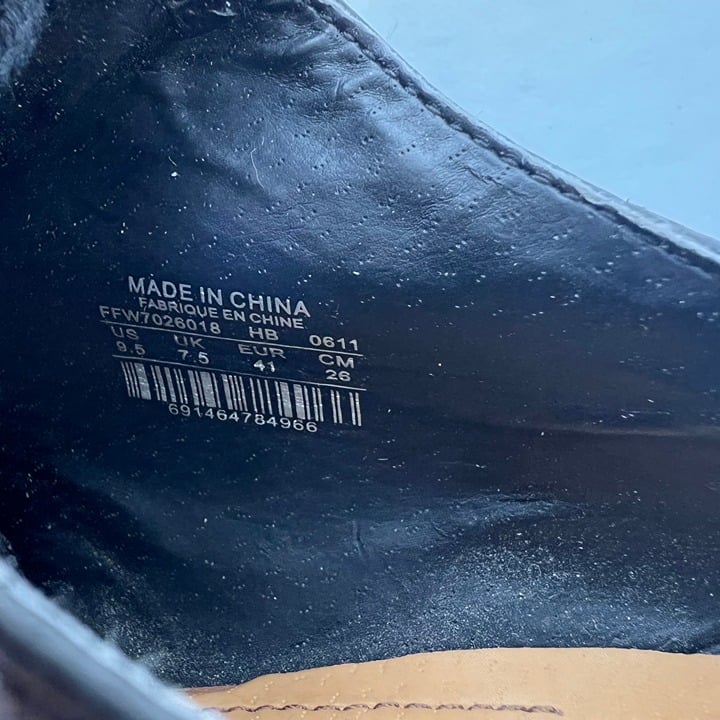 MADE IN CHINA
FABRIQUE EN CHINE
FFW7026018 HB 0611
US UK EUR CM
9.5 7.5 41 26
691464784966